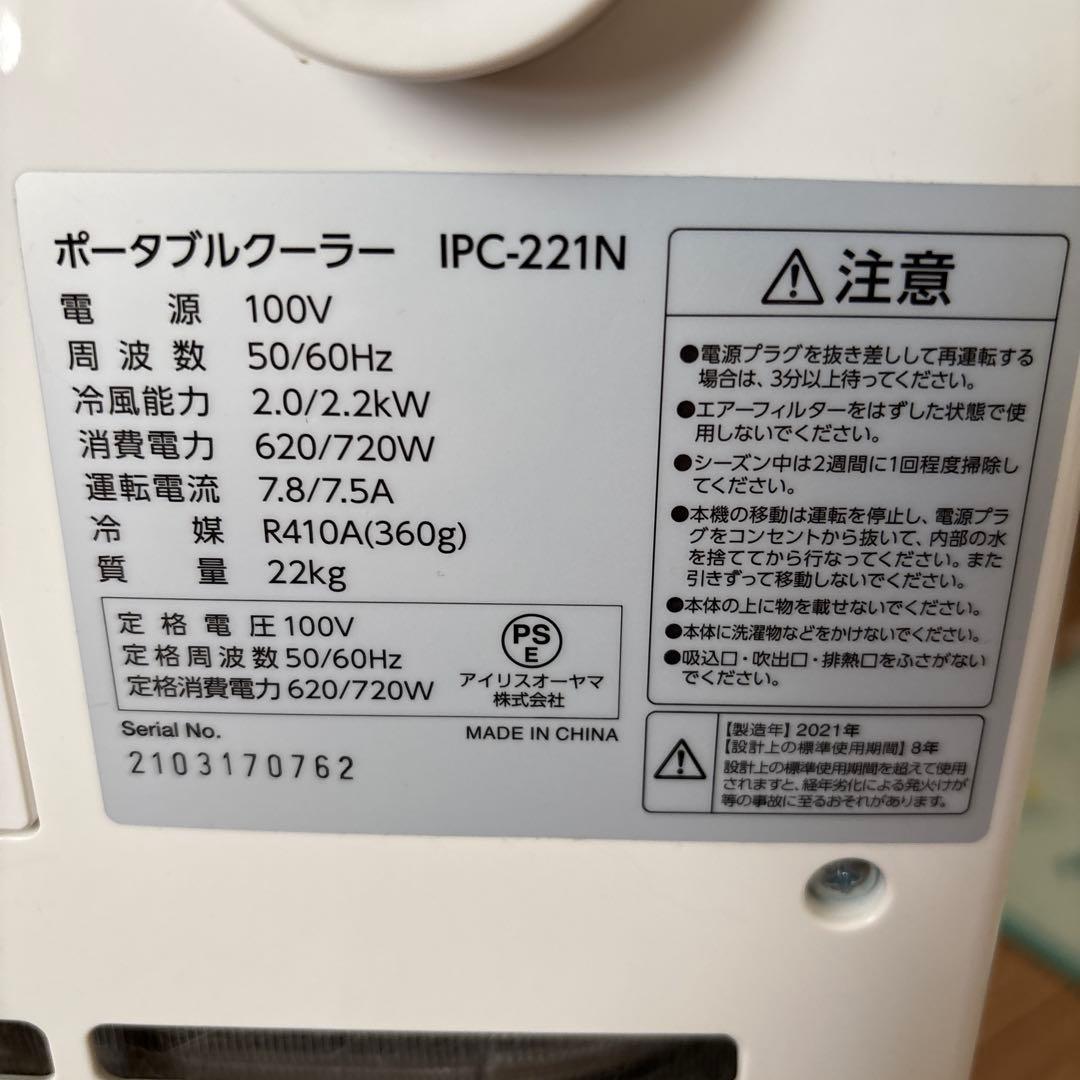 ポータブルクーラー IPC-221N
電源 100V
周波数 50/60Hz
冷風能力 2.0/2.2kW
消費電力 620/720W
運転電流 7.8/7.5A
冷媒 R410A(360g)
質量 22kg
定格電圧 100V
定格周波数 50/60Hz
定格消費電力 620/720W
PS
E
アイリスオーヤマ
株式会社
Serial No.
2103170762
MADE IN CHINA
注意
●電源プラグを抜き差しして再運転する
場合は、3分以上待ってください。
●エアーフィルターをはずした状態で使
用しないでください。
●シーズン中は2週間に1回程度掃除し
てください。
●本機の移動は運転を停止し、電源プラ
グをコンセントから抜いて、内部の水
を捨ててから行なってください。また
引きずって移動しないでください。
●本体の上に物を載せないでください。
●本体に洗濯物などをかけないでください。
●吸込口・吹出口・排熱口をふさがない
でください。
【製造年】2021年
【設計上の標準使用期間】8年
設計上の標準使用期間を超えて使用
されますと、経年劣化による発火けが
等の事故に至るおそれがあります。